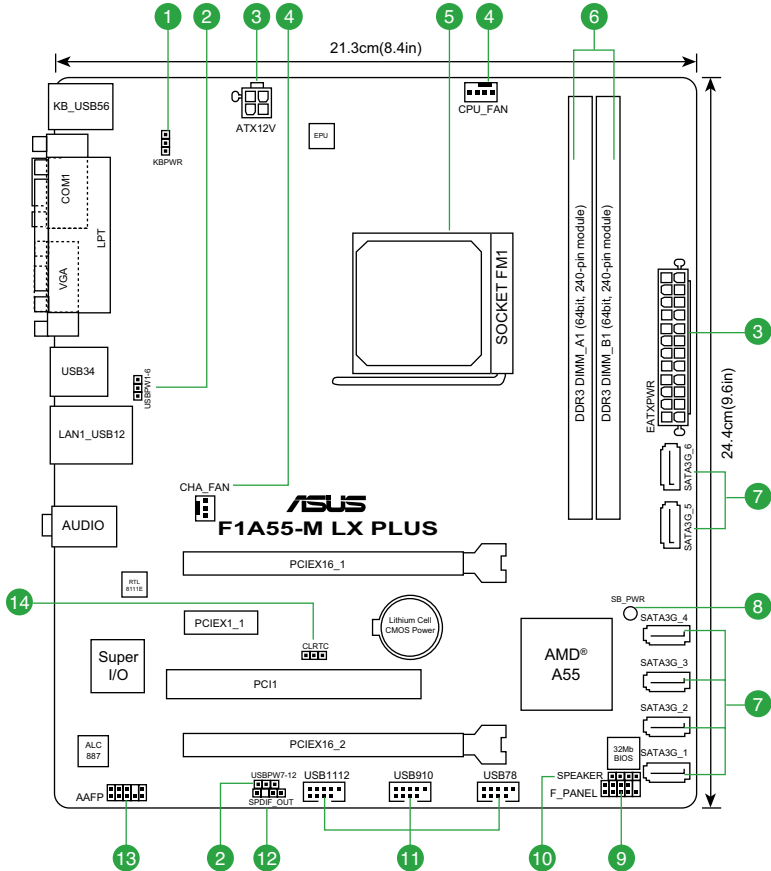 1
2
3
4
5
4
6
21.3cm(8.4in)
KB_USB56
KBPWR
ATX12V
EPU
CPU_FAN
COM1
LPT
VGA
SOCKET FM1
DDR3 DIMM_A1 (64bit, 240-pin module)
DDR3 DIMM_B1 (64bit, 240-pin module)
EATXPWR
3
24.4cm(9.6in)
USB34
USBPW1-6
LAN1_USB12
SATA3G_6
SATA3G_5
7
CHA_FAN
ASUS
F1A55-M LX PLUS
AUDIO
PCIEX16_1
RTL
8111E
14
PCIEX1_1
CLRTC
Lithium Cell
CMOS Power
SB_PWR
8
SATA3G_4
Super
I/O
AMD®
A55
SATA3G_3
PCI1
7
SATA3G_2
ALC
887
PCIEX16_2
32Mb
BIOS
SATA3G_1
USBPW7-12
USB1112
USB910
USB78
SPEAKER
F_PANEL
AAFP
SPDIF_OUT
13
2
12
11
10
9